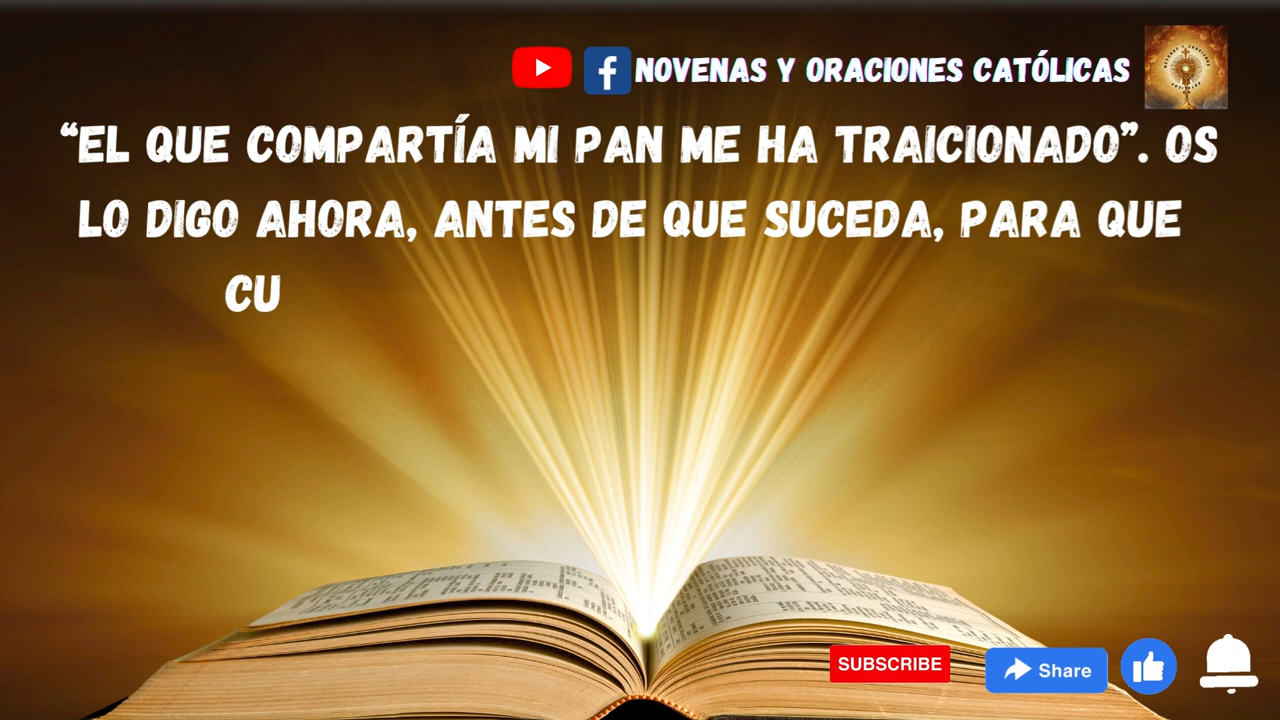 NOVENAS Y ORACIONES CATÓLICAS
“EL QUE COMPARTÍA MI PAN ME HA TRAICIONADO”. OS
LO DIGO AHORA, ANTES DE QUE SUCEDA, PARA QUE
CU
SUBSCRIBE
Share